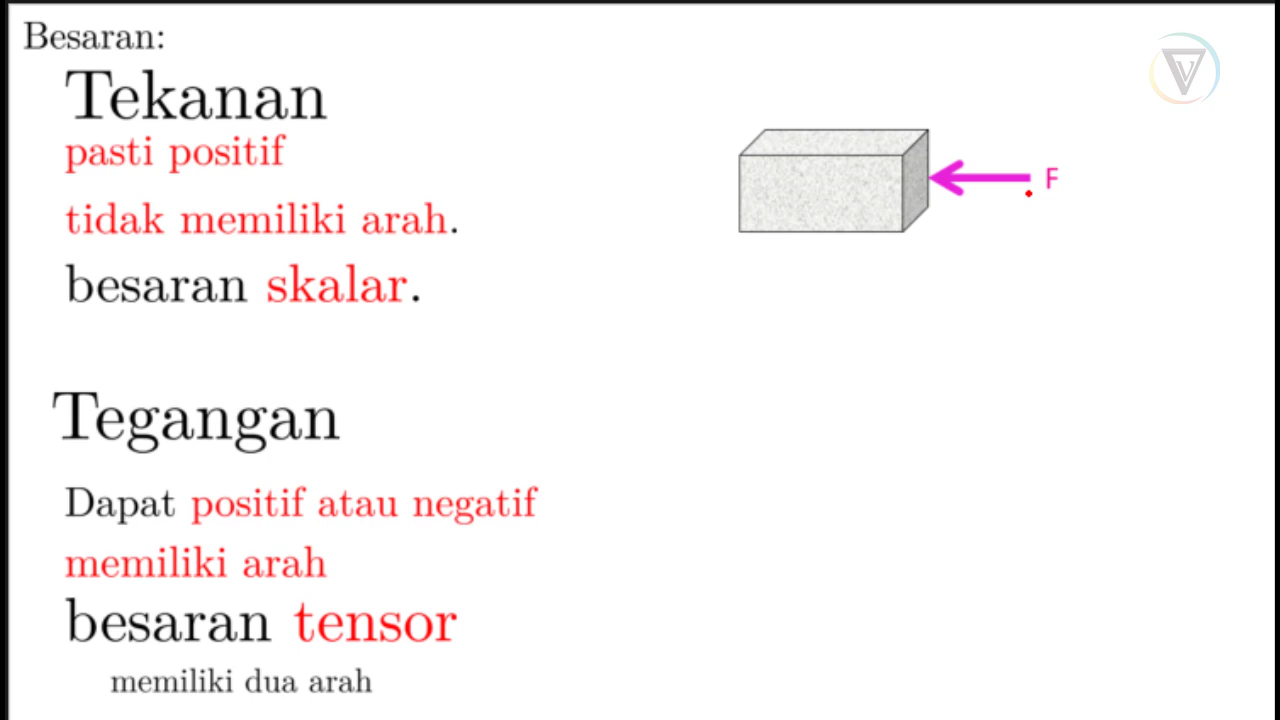 Besaran:
Tekanan
pasti positif
tidak memiliki arah.
besaran skalar.
F
Tegangan
Dapat positif atau negatif
memiliki arah
besaran tensor
memiliki dua arah